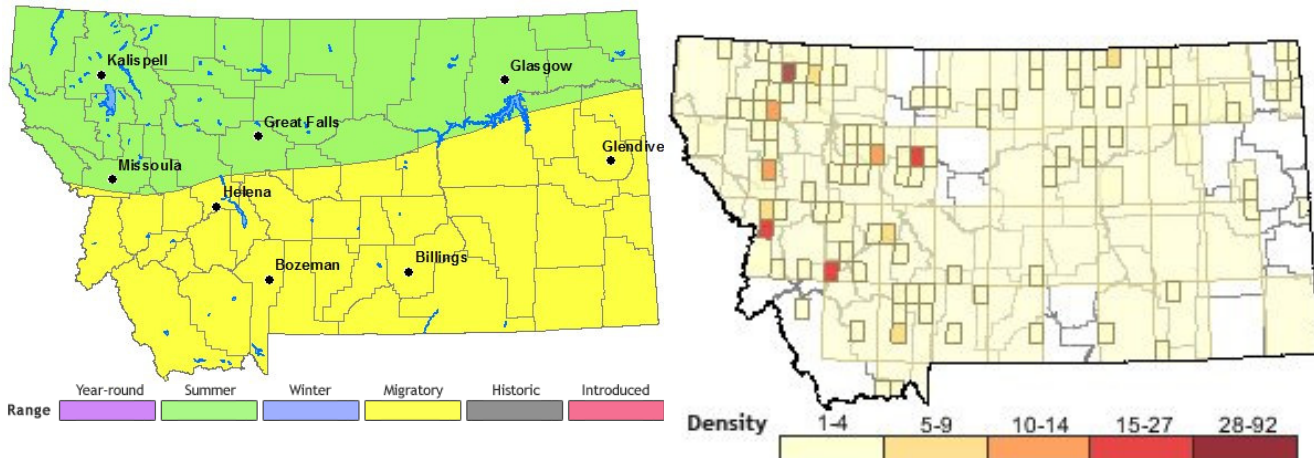 Kalispell
Glasgow
Great Falls
Glendive
Missoula
Helena
Billings
Bozeman
Year-round Summer Winter Migratory Historic Introduced
Range
Density 1-4 5-9 10-14 15-27 28-92